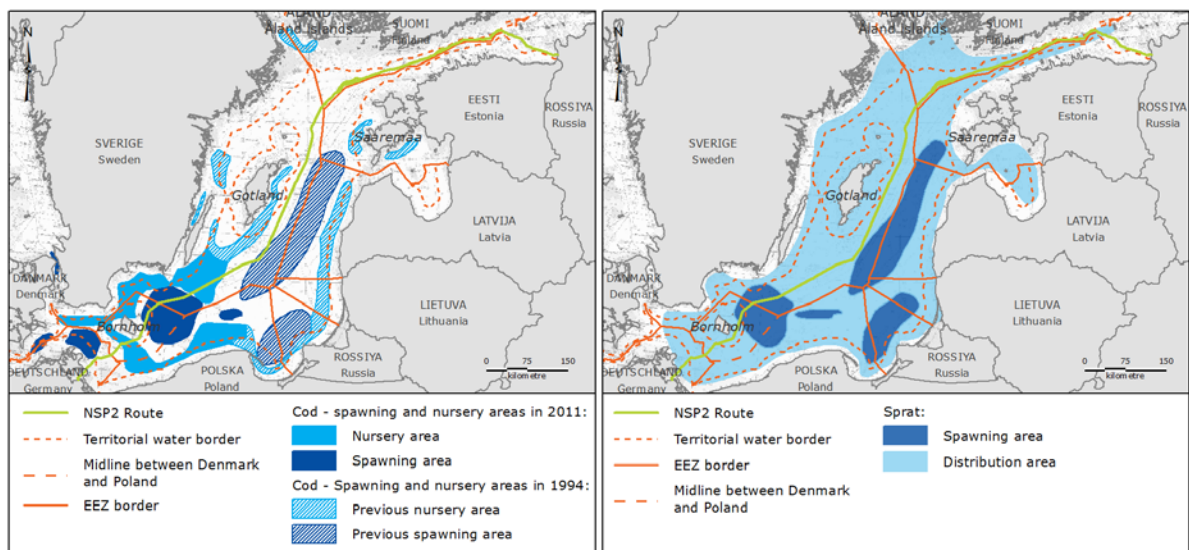 ÅLAND
Åland Islands
SUOMI
Finland
N
S
EESTI
Estonia
ROSSIYA
Russia
SVERIGE
Sweden
Saaremaa
Gotland
LATVIJA
Latvia
DANMARK
Denmark
LIETUVA
Lithuania
Bornholm
ROSSIYA
Russia
DEUTSCHLAND
Germany
POLSKA
Poland
0 75 150
kilometre
NSP2 Route
Territorial water border
Midline between Denmark
and Poland
EEZ border
Cod - spawning and nursery areas in 2011:
Nursery area
Spawning area
Cod - Spawning and nursery areas in 1994:
Previous nursery area
Previous spawning area
ÅLAND
Åland Islands
SUOMI
Finland
N
S
EESTI
Estonia
ROSSIYA
Russia
SVERIGE
Sweden
Saaremaa
Gotland
LATVIJA
Latvia
DANMARK
Denmark
LIETUVA
Lithuania
Bornholm
ROSSIYA
Russia
DEUTSCHLAND
Germany
POLSKA
Poland
0 75 150
kilometre
NSP2 Route
Territorial water border
EEZ border
Midline between Denmark
and Poland
Sprat:
Spawning area
Distribution area